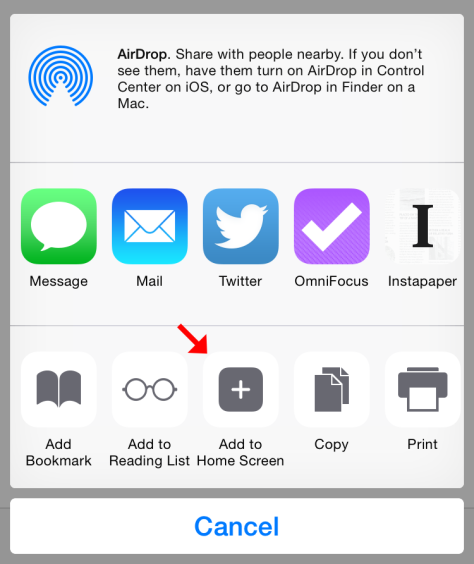 AirDrop. Share with people nearby. If you don't
see them, have them turn on AirDrop in Control
Center on iOS, or go to AirDrop in Finder on a
Mac.
Message Mail Twitter OmniFocus Instapaper
Add Bookmark
Add to Reading List
Add to Home Screen
Copy
Print
Cancel